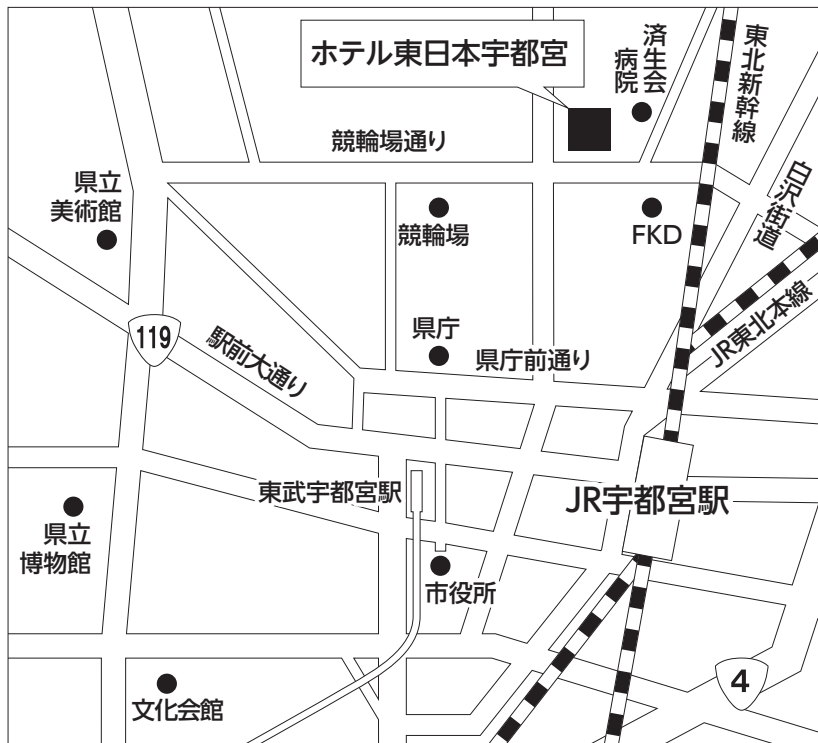 ホテル東日本宇都宮
済生会
病院
東北新幹線
競輪場通り
県立
美術館
競輪場
FKD
白沢街道
119
駅前大通り
県庁
県庁前通り
JR東北本線
東武宇都宮駅
JR宇都宮駅
県立
博物館
市役所
文化会館
4